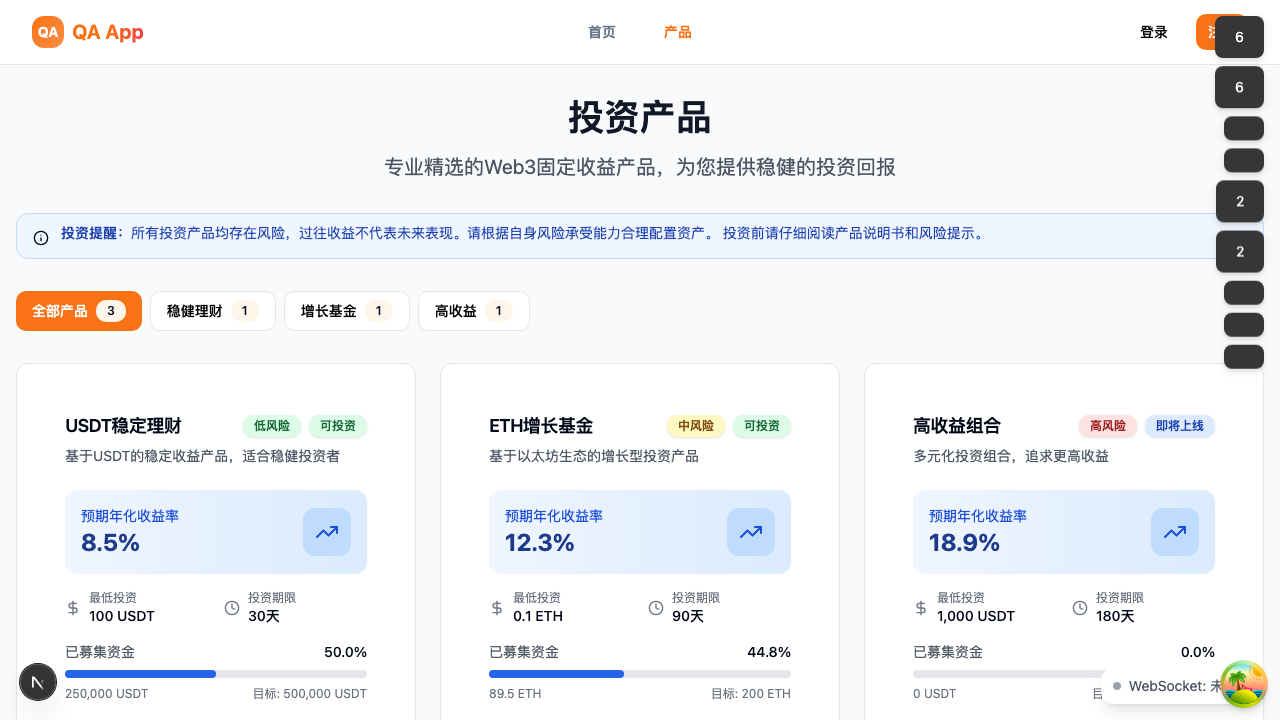 QA QA App
首页
产品
登录
6
6
2
2
投资产品
专业精选的Web3固定收益产品，为您提供稳健的投资回报
投资提醒：所有投资产品均存在风险，过往收益不代表未来表现。请根据自身风险承受能力合理配置资产。 投资前请仔细阅读产品说明书和风险提示。
全部产品 3
稳健理财 1
增长基金 1
高收益 1
USDT稳定理财 低风险 可投资
基于USDT的稳定收益产品，适合稳健投资者
预期年化收益率
8.5%
最低投资
100 USDT
投资期限
30天
已募集资金 50.0%
250,000 USDT 目标: 500,000 USDT
ETH增长基金 中风险 可投资
基于以太坊生态的增长型投资产品
预期年化收益率
12.3%
最低投资
0.1 ETH
投资期限
90天
已募集资金 44.8%
89.5 ETH 目标: 200 ETH
高收益组合 高风险 即将上线
多元化投资组合，追求更高收益
预期年化收益率
18.9%
最低投资
1,000 USDT
投资期限
180天
已募集资金 0.0%
0 USDT
WebSocket: 未
N